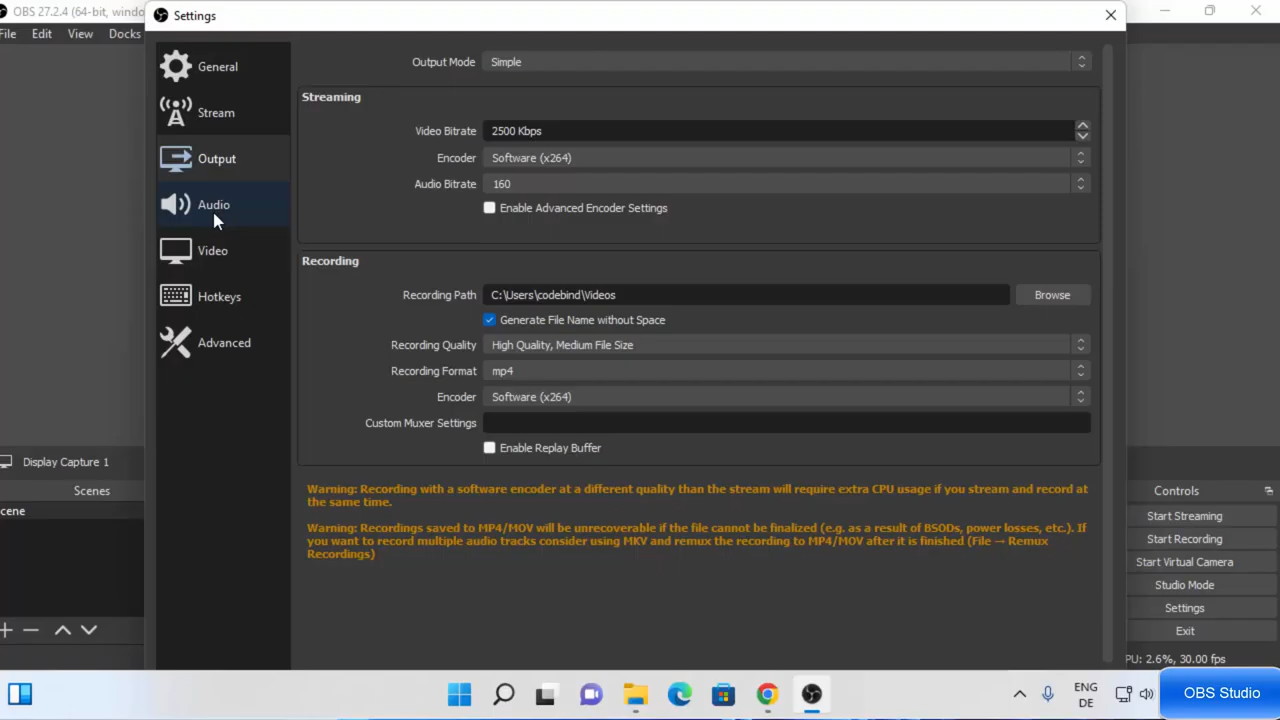 OBS 27.2.4 (64-bit, windo
Settings
File Edit View Docks
General
Stream
Output
Audio
Video
Hotkeys
Advanced
Output Mode Simple
Streaming
Video Bitrate 2500 Kbps
Encoder Software (x264)
Audio Bitrate 160
Enable Advanced Encoder Settings
Recording
Recording Path C:\Users\codebind\Videos Browse
Generate File Name without Space
Recording Quality High Quality, Medium File Size
Recording Format mp4
Encoder Software (x264)
Custom Muxer Settings
Enable Replay Buffer
Warning: Recording with a software encoder at a different quality than the stream will require extra CPU usage if you stream and record at
the same time.
Warning: Recordings saved to MP4/MOV will be unrecoverable if the file cannot be finalized (e.g. as a result of BSODs, power losses, etc.). If
you want to record multiple audio tracks consider using MKV and remux the recording to MP4/MOV after it is finished (File → Remux
Recordings)
Display Capture 1
Scenes
cene
Controls
Start Streaming
Start Recording
Start Virtual Camera
Studio Mode
Settings
Exit
PU: 2.6%, 30.00 fps
ENG
DE
OBS Studio